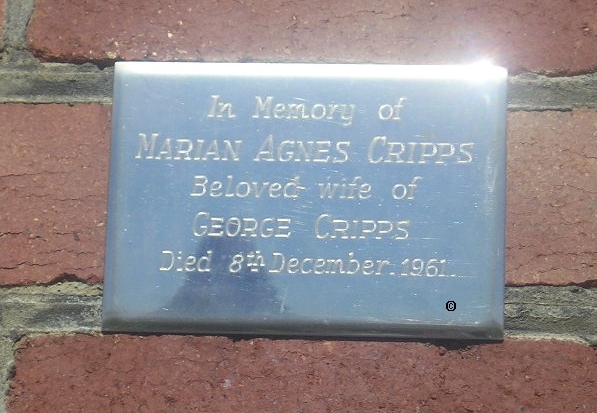 In Memory of
MARIAN AGNES CRIPPS
Beloved wife of
GEORGE CRIPPS
Died 8th December. 1961.
©